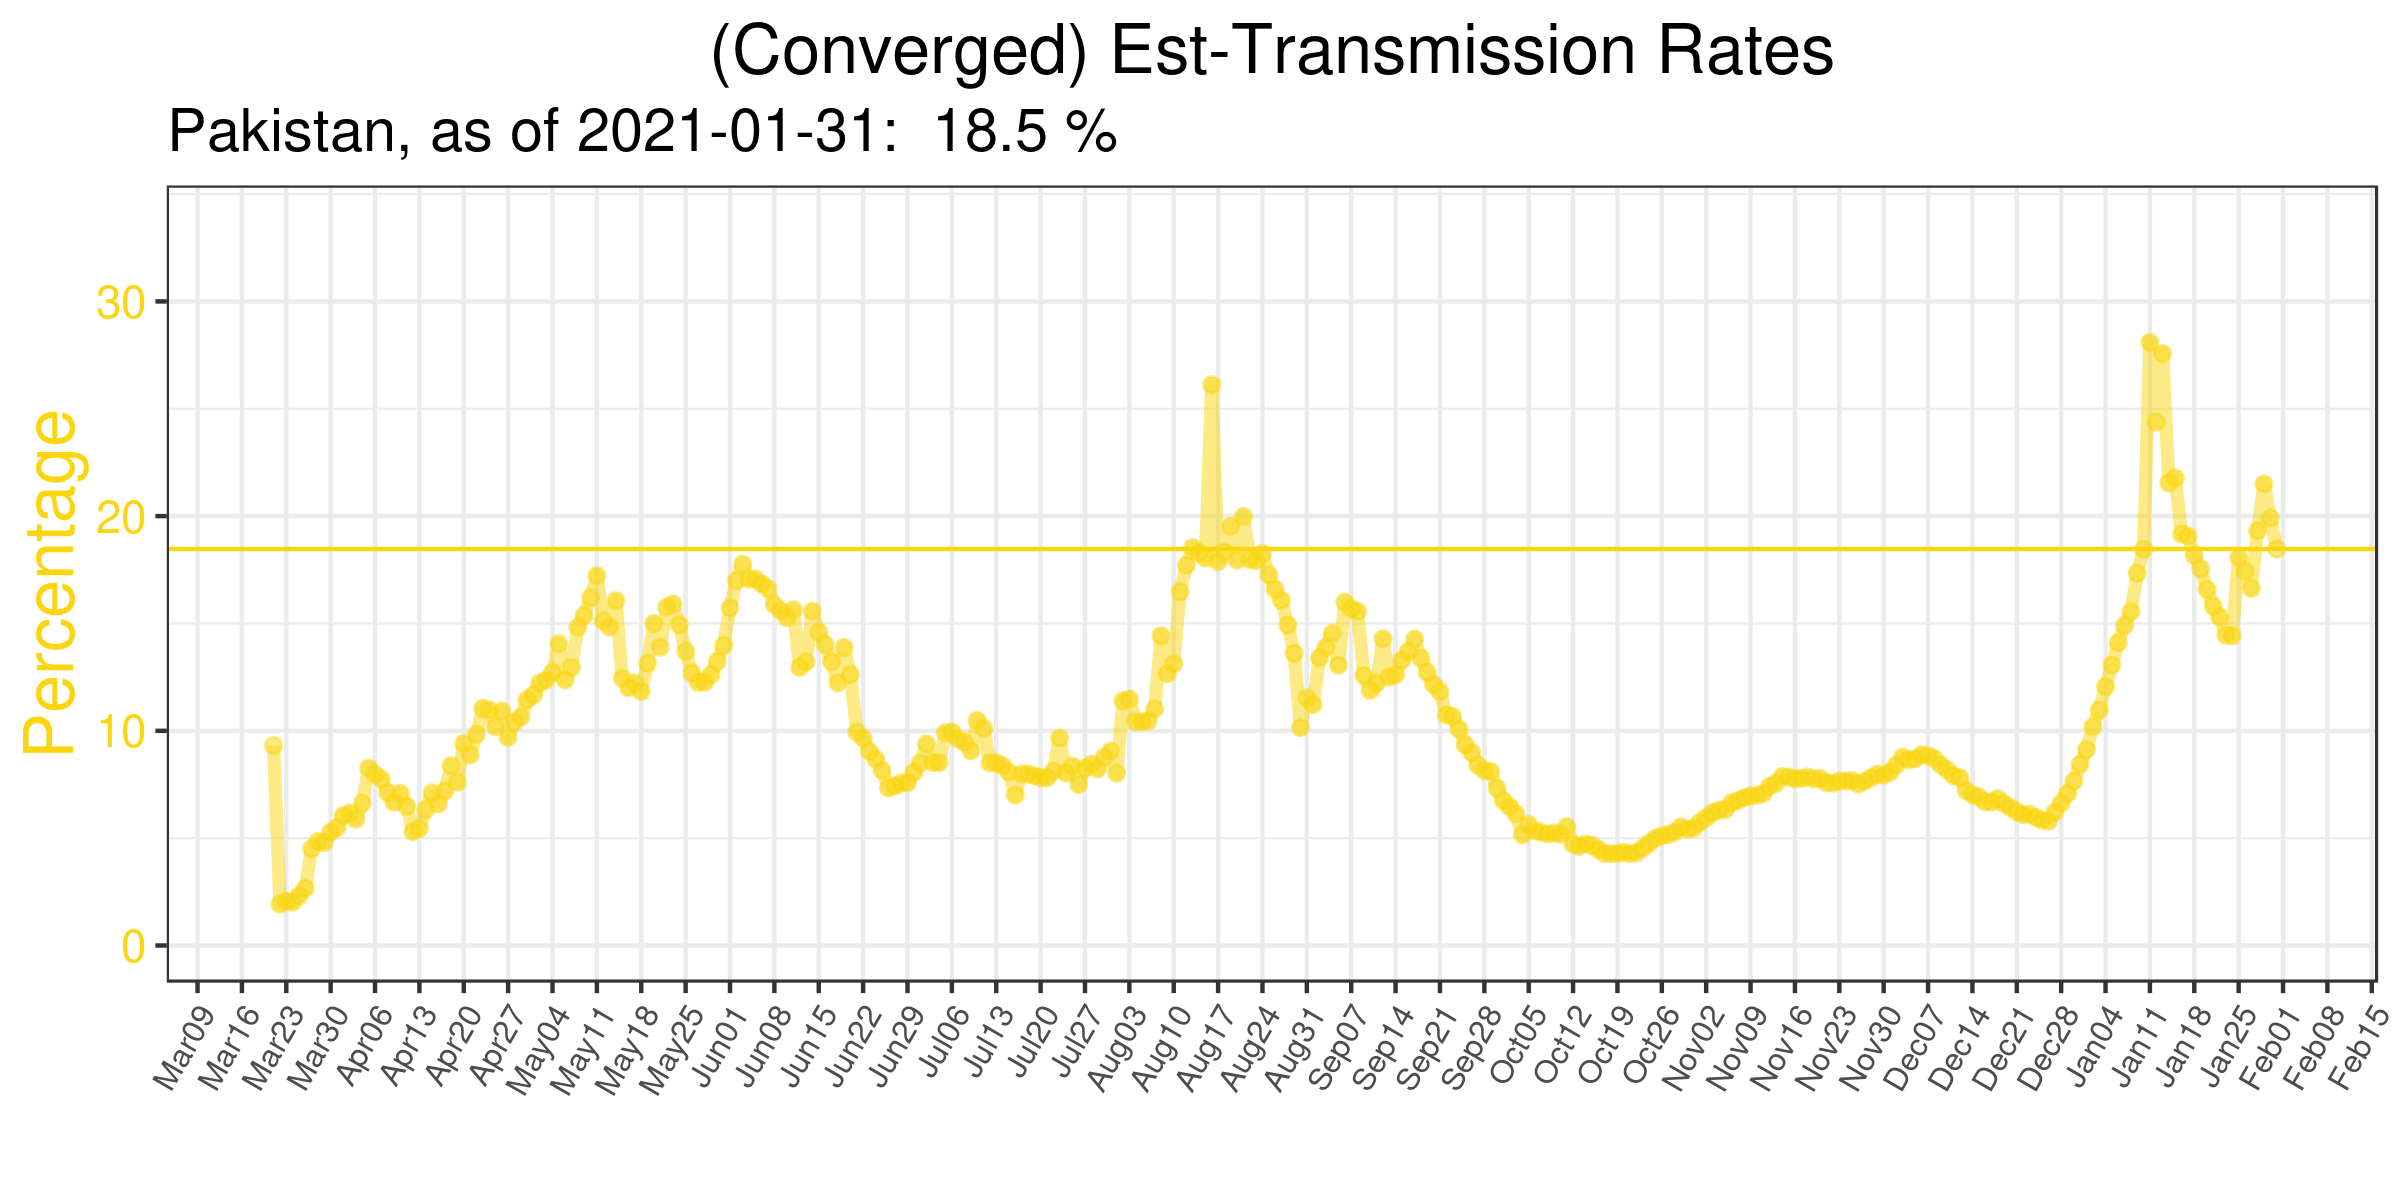 (Converged) Est-Transmission Rates
Pakistan, as of 2021-01-31:  18.5 %
Percentage
30
20
10
0
Mar09
Mar16
Mar23
Mar30
Apr06
Apr13
Apr20
Apr27
May04
May11
May18
May25
Jun01
Jun08
Jun15
Jun22
Jun29
Jul06
Jul13
Jul20
Jul27
Aug03
Aug10
Aug17
Aug24
Aug31
Sep07
Sep14
Sep21
Sep28
Oct05
Oct12
Oct19
Oct26
Nov02
Nov09
Nov16
Nov23
Nov30
Dec07
Dec14
Dec21
Dec28
Jan04
Jan11
Jan18
Jan25
Feb01
Feb08
Feb15